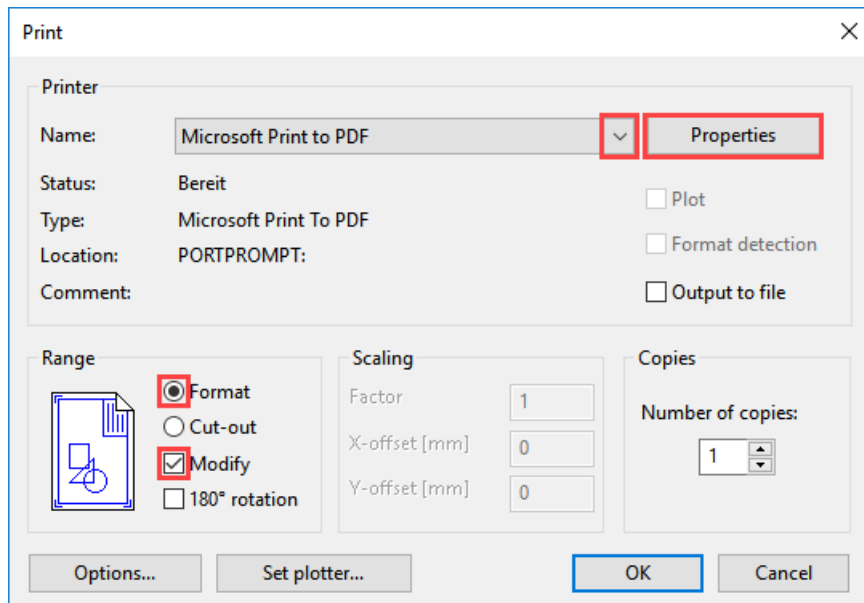 Print
Printer
Name: Microsoft Print to PDF Properties
Status: Bereit
Plot
Type: Microsoft Print To PDF
Format detection
Location: PORTPROMPT:
Comment: Output to file
Range Scaling Copies
Format Factor 1
Cut-out Number of copies:
X-offset [mm] 0
Modify 1
180° rotation Y-offset [mm] 0
Options... Set plotter... OK Cancel